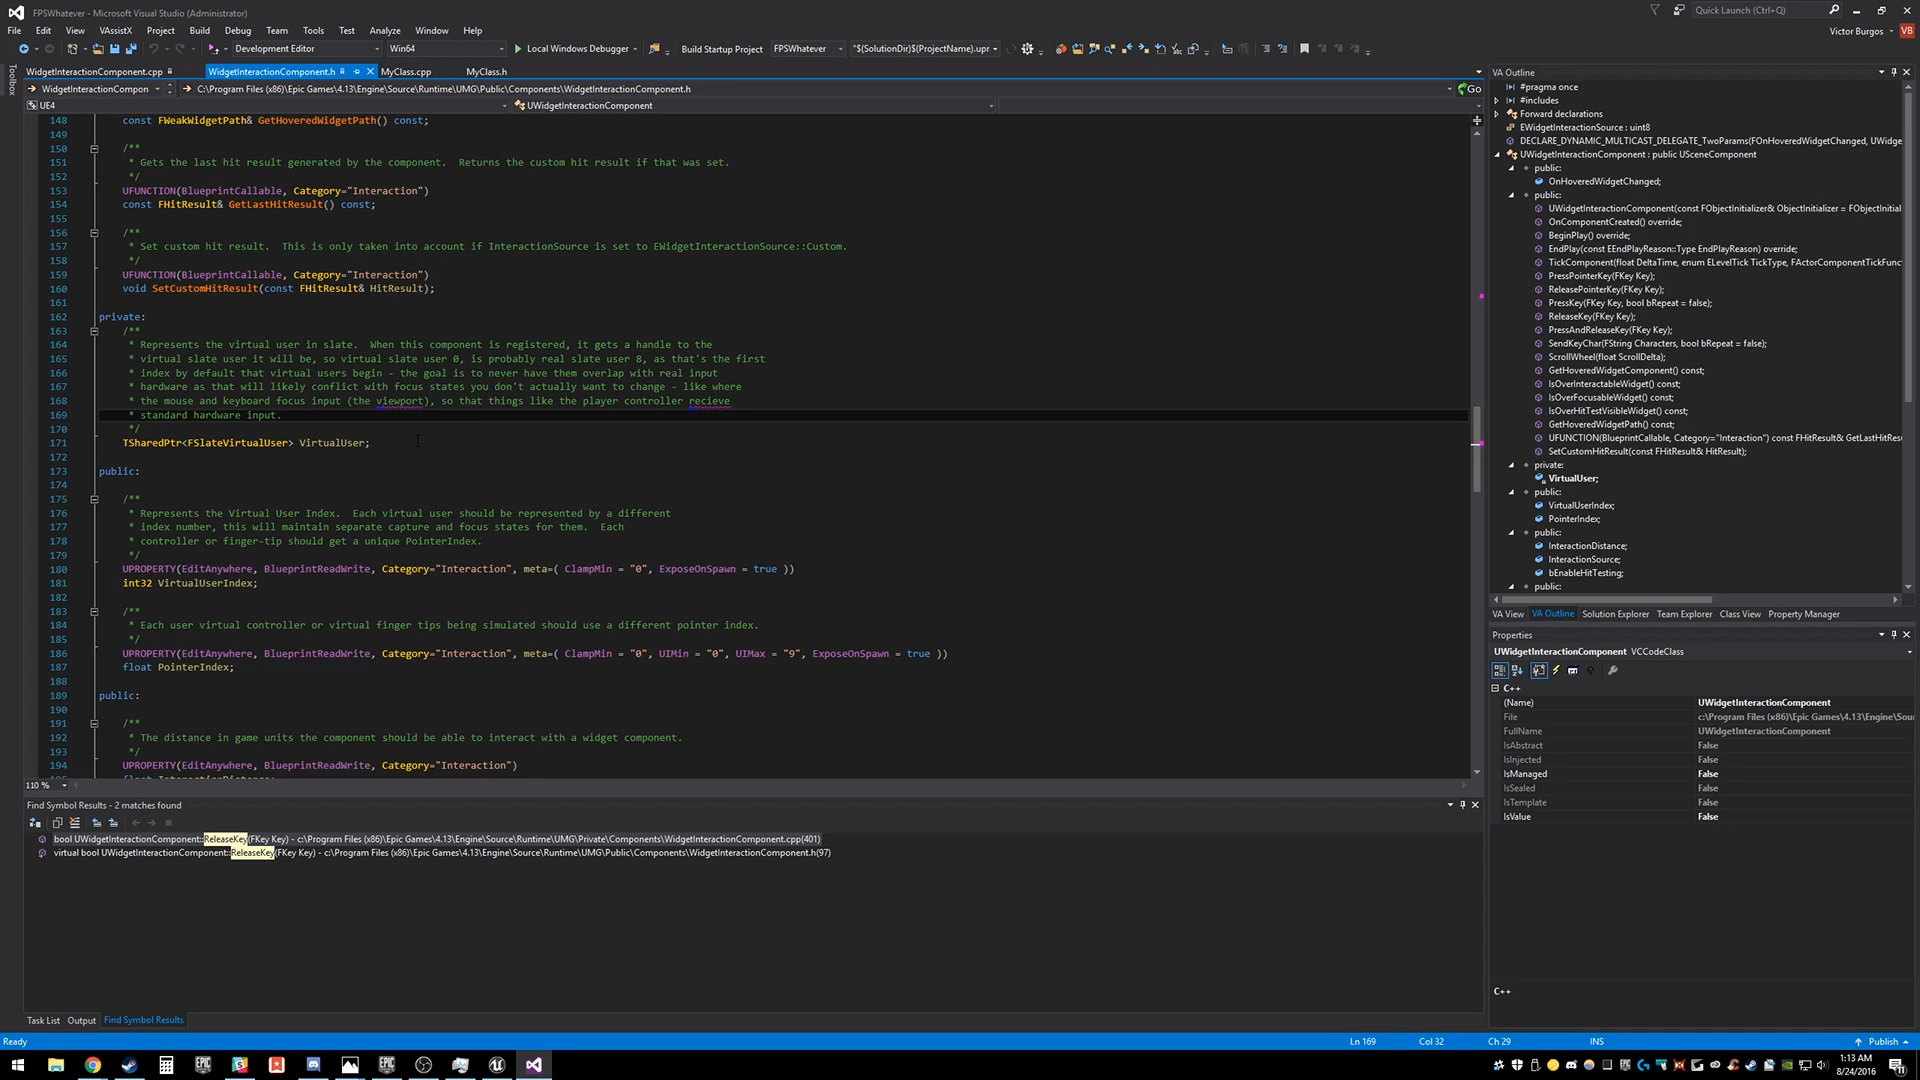 FPSWhatever - Microsoft Visual Studio (Administrator)
Quick Launch (Ctrl+Q)
File Edit View VAssistX Project Build Debug Team Tools Test Analyze Window Help
Victor Burgos VB
Development Editor Win64 Local Windows Debugger Build Startup Project FPSWhatever "$(SolutionDir)$(ProjectName).upr
Toolbox
WidgetInteractionComponent.cpp WidgetInteractionComponent.h MyClass.cpp MyClass.h
WidgetInteractionCompon C:\Program Files (x86)\Epic Games\4.13\Engine\Source\Runtime\UMG\Public\Components\WidgetInteractionComponent.h Go
UE4 UWidgetInteractionComponent
148 const FWeakWidgetPath& GetHoveredWidgetPath() const;
149
150 /**
151 * Gets the last hit result generated by the component.  Returns the custom hit result if that was set.
152 */
153 UFUNCTION(BlueprintCallable, Category="Interaction")
154 const FHitResult& GetLastHitResult() const;
155
156 /**
157 * Set custom hit result.  This is only taken into account if InteractionSource is set to EWidgetInteractionSource::Custom.
158 */
159 UFUNCTION(BlueprintCallable, Category="Interaction")
160 void SetCustomHitResult(const FHitResult& HitResult);
161
162 private:
163 /**
164 * Represents the virtual user in slate.  When this component is registered, it gets a handle to the
165 * virtual slate user it will be, so virtual slate user 0, is probably real slate user 8, as that's the first
166 * index by default that virtual users begin - the goal is to never have them overlap with real input
167 * hardware as that will likely conflict with focus states you don't actually want to change - like where
168 * the mouse and keyboard focus input (the viewport), so that things like the player controller recieve
169 * standard hardware input.
170 */
171 TSharedPtr<FSlateVirtualUser> VirtualUser;
172
173 public:
174
175 /**
176 * Represents the Virtual User Index.  Each virtual user should be represented by a different
177 * index number, this will maintain separate capture and focus states for them.  Each
178 * controller or finger-tip should get a unique PointerIndex.
179 */
180 UPROPERTY(EditAnywhere, BlueprintReadWrite, Category="Interaction", meta=( ClampMin = "0", ExposeOnSpawn = true ))
181 int32 VirtualUserIndex;
182
183 /**
184 * Each user virtual controller or virtual finger tips being simulated should use a different pointer index.
185 */
186 UPROPERTY(EditAnywhere, BlueprintReadWrite, Category="Interaction", meta=( ClampMin = "0", UIMin = "0", UIMax = "9", ExposeOnSpawn = true ))
187 float PointerIndex;
188
189 public:
190
191 /**
192 * The distance in game units the component should be able to interact with a widget component.
193 */
194 UPROPERTY(EditAnywhere, BlueprintReadWrite, Category="Interaction")
195 float InteractionDistance;
110 %
VA Outline
#pragma once
#includes
Forward declarations
EWidgetInteractionSource : uint8
DECLARE_DYNAMIC_MULTICAST_DELEGATE_TwoParams(FOnHoveredWidgetChanged, UWidge
UWidgetInteractionComponent : public USceneComponent
public:
OnHoveredWidgetChanged;
public:
UWidgetInteractionComponent(const FObjectInitializer& ObjectInitializer = FObjectInitial
OnComponentCreated() override;
BeginPlay() override;
EndPlay(const EEndPlayReason::Type EndPlayReason) override;
TickComponent(float DeltaTime, enum ELevelTick TickType, FActorComponentTickFunc
PressPointerKey(FKey Key);
ReleasePointerKey(FKey Key);
PressKey(FKey Key, bool bRepeat = false);
ReleaseKey(FKey Key);
PressAndReleaseKey(FKey Key);
SendKeyChar(FString Characters, bool bRepeat = false);
ScrollWheel(float ScrollDelta);
GetHoveredWidgetComponent() const;
IsOverInteractableWidget() const;
IsOverFocusableWidget() const;
IsOverHitTestVisibleWidget() const;
GetHoveredWidgetPath() const;
UFUNCTION(BlueprintCallable, Category="Interaction") const FHitResult& GetLastHitResu
SetCustomHitResult(const FHitResult& HitResult);
private:
VirtualUser;
public:
VirtualUserIndex;
PointerIndex;
public:
InteractionDistance;
InteractionSource;
bEnableHitTesting;
public:
VA View VA Outline Solution Explorer Team Explorer Class View Property Manager
Properties
UWidgetInteractionComponent VCCodeClass
C++
(Name) UWidgetInteractionComponent
File c:\Program Files (x86)\Epic Games\4.13\Engine\Sou
FullName UWidgetInteractionComponent
IsAbstract False
IsInjected False
IsManaged False
IsSealed False
IsTemplate False
IsValue False
C++
Find Symbol Results - 2 matches found
bool UWidgetInteractionComponent::ReleaseKey(FKey Key) - c:\Program Files (x86)\Epic Games\4.13\Engine\Source\Runtime\UMG\Private\Components\WidgetInteractionComponent.cpp(401)
virtual bool UWidgetInteractionComponent::ReleaseKey(FKey Key) - c:\Program Files (x86)\Epic Games\4.13\Engine\Source\Runtime\UMG\Public\Components\WidgetInteractionComponent.h(97)
Task List Output Find Symbol Results
Ready Ln 169 Col 32 Ch 29 INS Publish
1:13 AM
8/24/2016